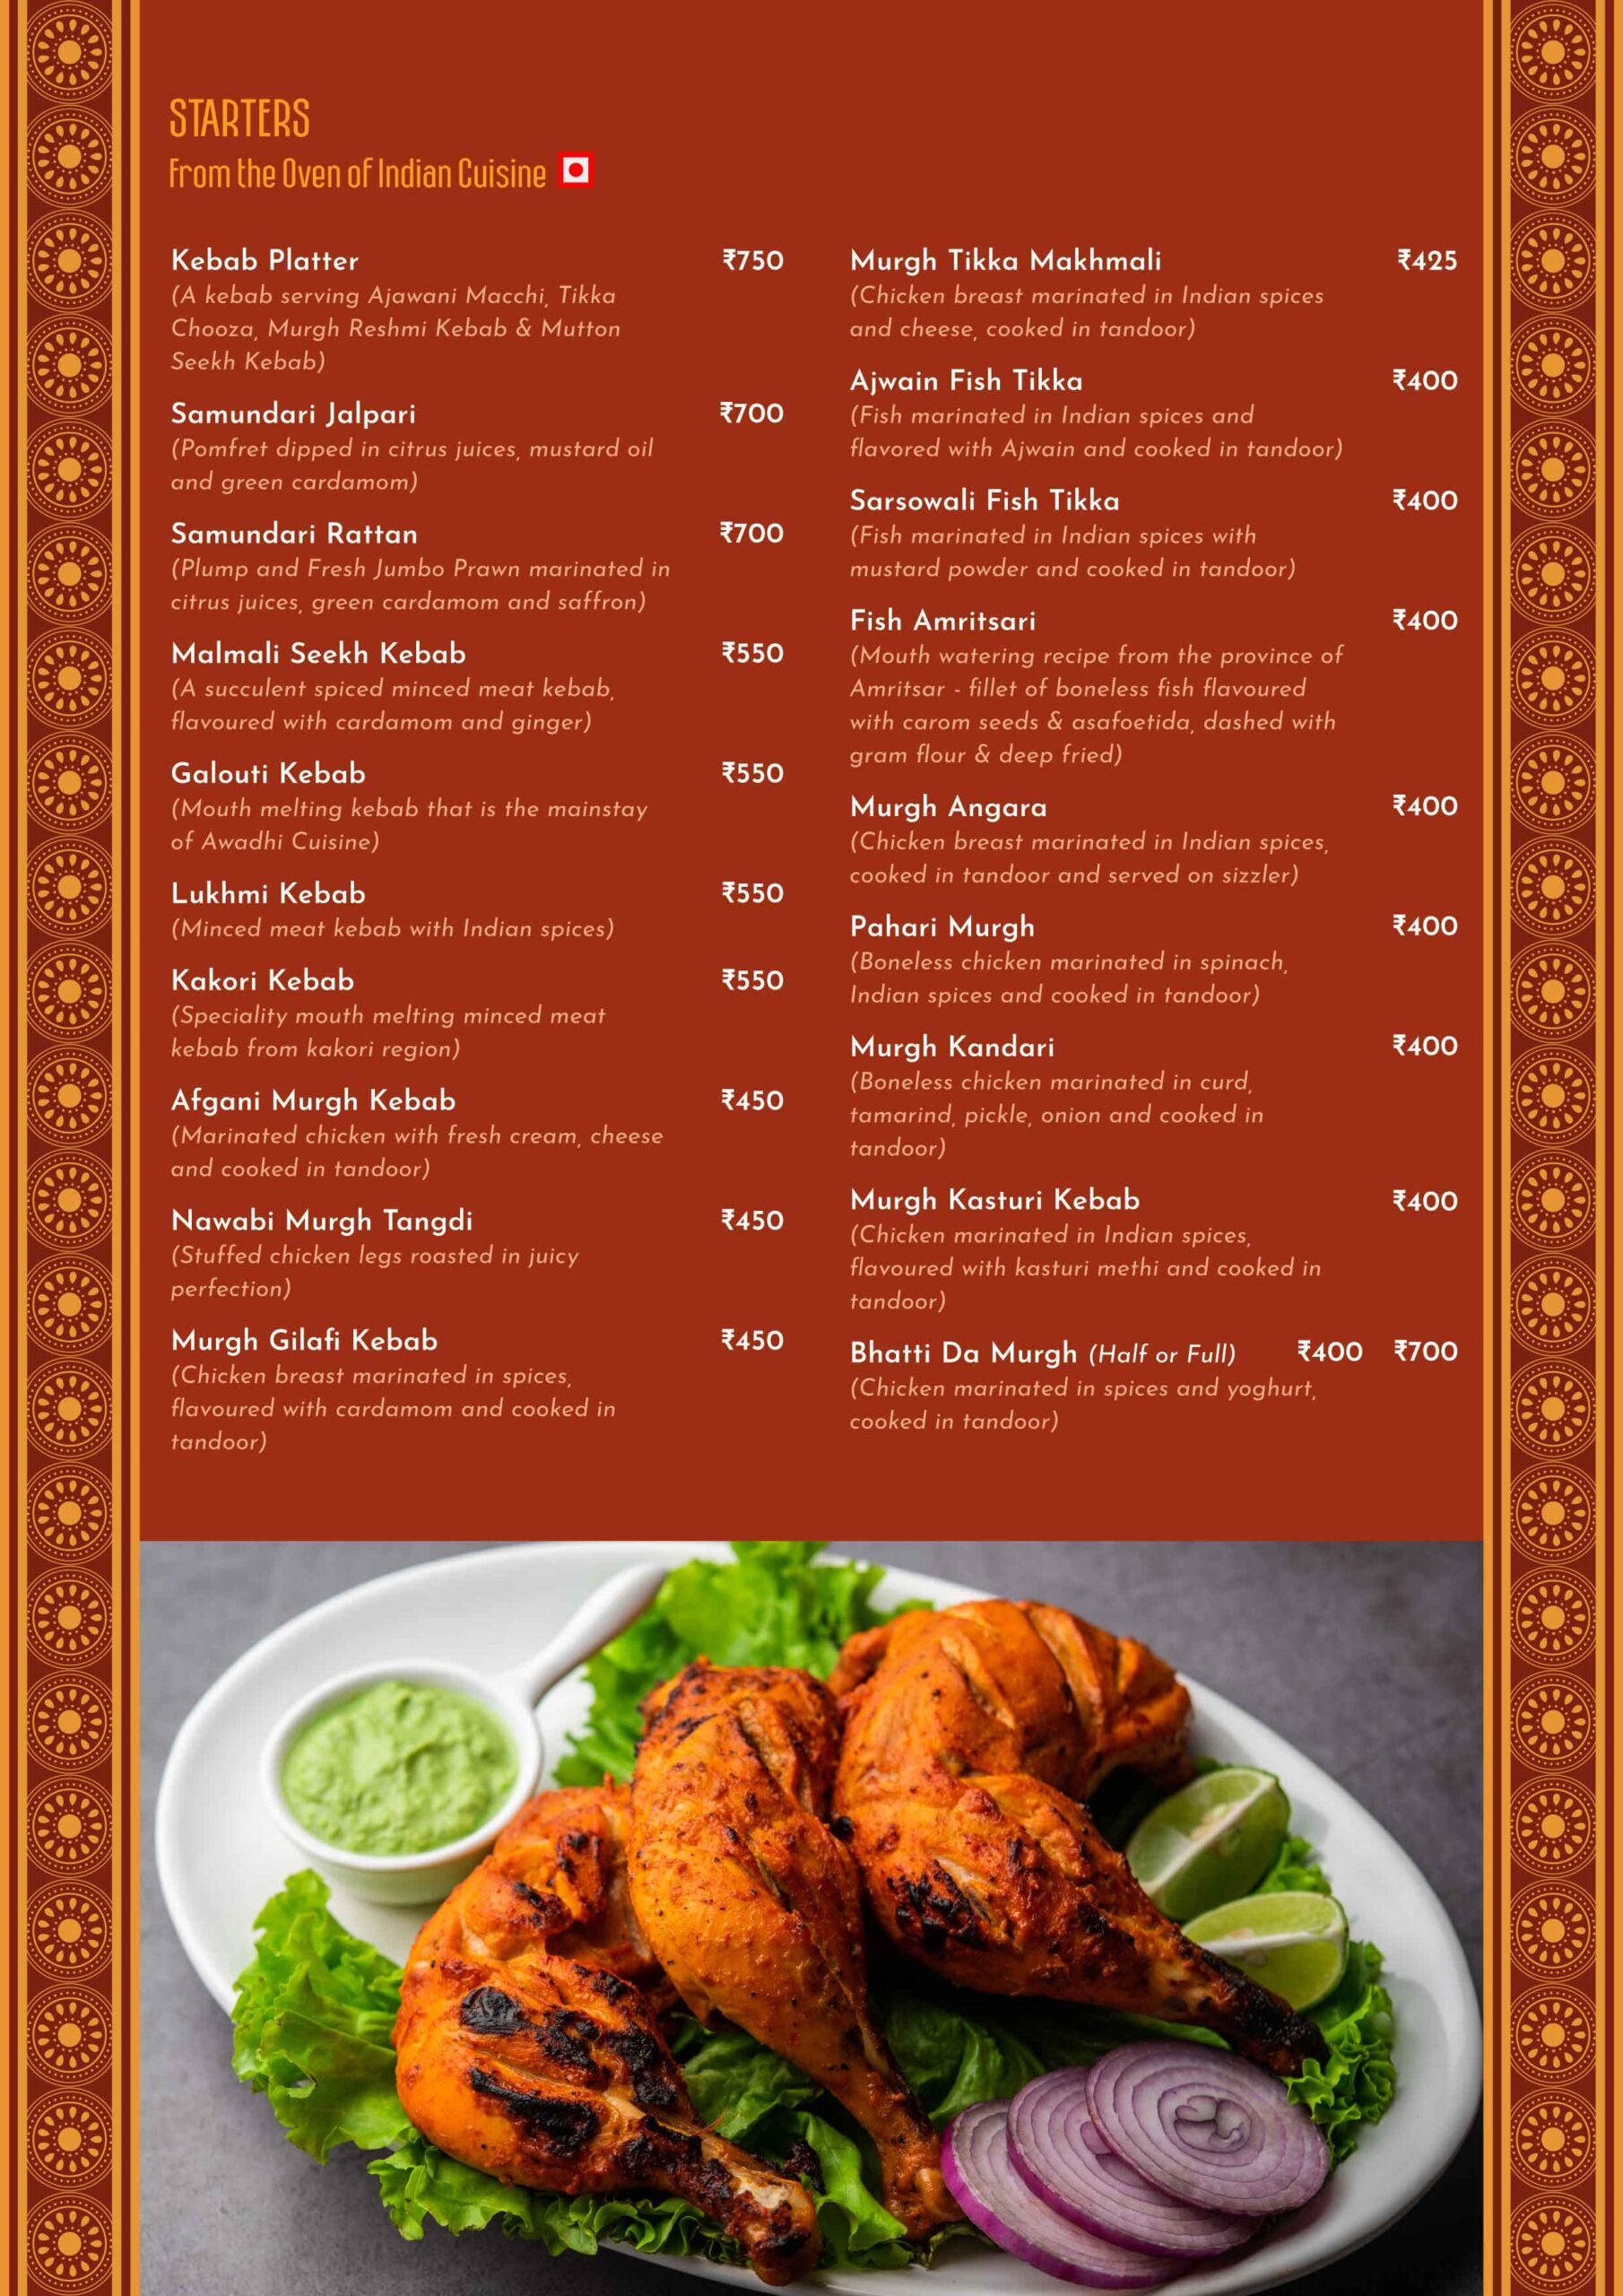 STARTERS
From the Oven of Indian Cuisine
Kebab Platter ₹750
(A kebab serving Ajawani Macchi, Tikka
Chooza, Murgh Reshmi Kebab & Mutton
Seekh Kebab)
Samundari Jalpari ₹700
(Pomfret dipped in citrus juices, mustard oil
and green cardamom)
Samundari Rattan ₹700
(Plump and Fresh Jumbo Prawn marinated in
citrus juices, green cardamom and saffron)
Malmali Seekh Kebab ₹550
(A succulent spiced minced meat kebab,
flavoured with cardamom and ginger)
Galouti Kebab ₹550
(Mouth melting kebab that is the mainstay
of Awadhi Cuisine)
Lukhmi Kebab ₹550
(Minced meat kebab with Indian spices)
Kakori Kebab ₹550
(Speciality mouth melting minced meat
kebab from kakori region)
Afgani Murgh Kebab ₹450
(Marinated chicken with fresh cream, cheese
and cooked in tandoor)
Nawabi Murgh Tangdi ₹450
(Stuffed chicken legs roasted in juicy
perfection)
Murgh Gilafi Kebab ₹450
(Chicken breast marinated in spices,
flavoured with cardamom and cooked in
tandoor)
Murgh Tikka Makhmali ₹425
(Chicken breast marinated in Indian spices
and cheese, cooked in tandoor)
Ajwain Fish Tikka ₹400
(Fish marinated in Indian spices and
flavored with Ajwain and cooked in tandoor)
Sarsowali Fish Tikka ₹400
(Fish marinated in Indian spices with
mustard powder and cooked in tandoor)
Fish Amritsari ₹400
(Mouth watering recipe from the province of
Amritsar - fillet of boneless fish flavoured
with carom seeds & asafoetida, dashed with
gram flour & deep fried)
Murgh Angara ₹400
(Chicken breast marinated in Indian spices,
cooked in tandoor and served on sizzler)
Pahari Murgh ₹400
(Boneless chicken marinated in spinach,
Indian spices and cooked in tandoor)
Murgh Kandari ₹400
(Boneless chicken marinated in curd,
tamarind, pickle, onion and cooked in
tandoor)
Murgh Kasturi Kebab ₹400
(Chicken marinated in Indian spices,
flavoured with kasturi methi and cooked in
tandoor)
Bhatti Da Murgh (Half or Full) ₹400 ₹700
(Chicken marinated in spices and yoghurt,
cooked in tandoor)